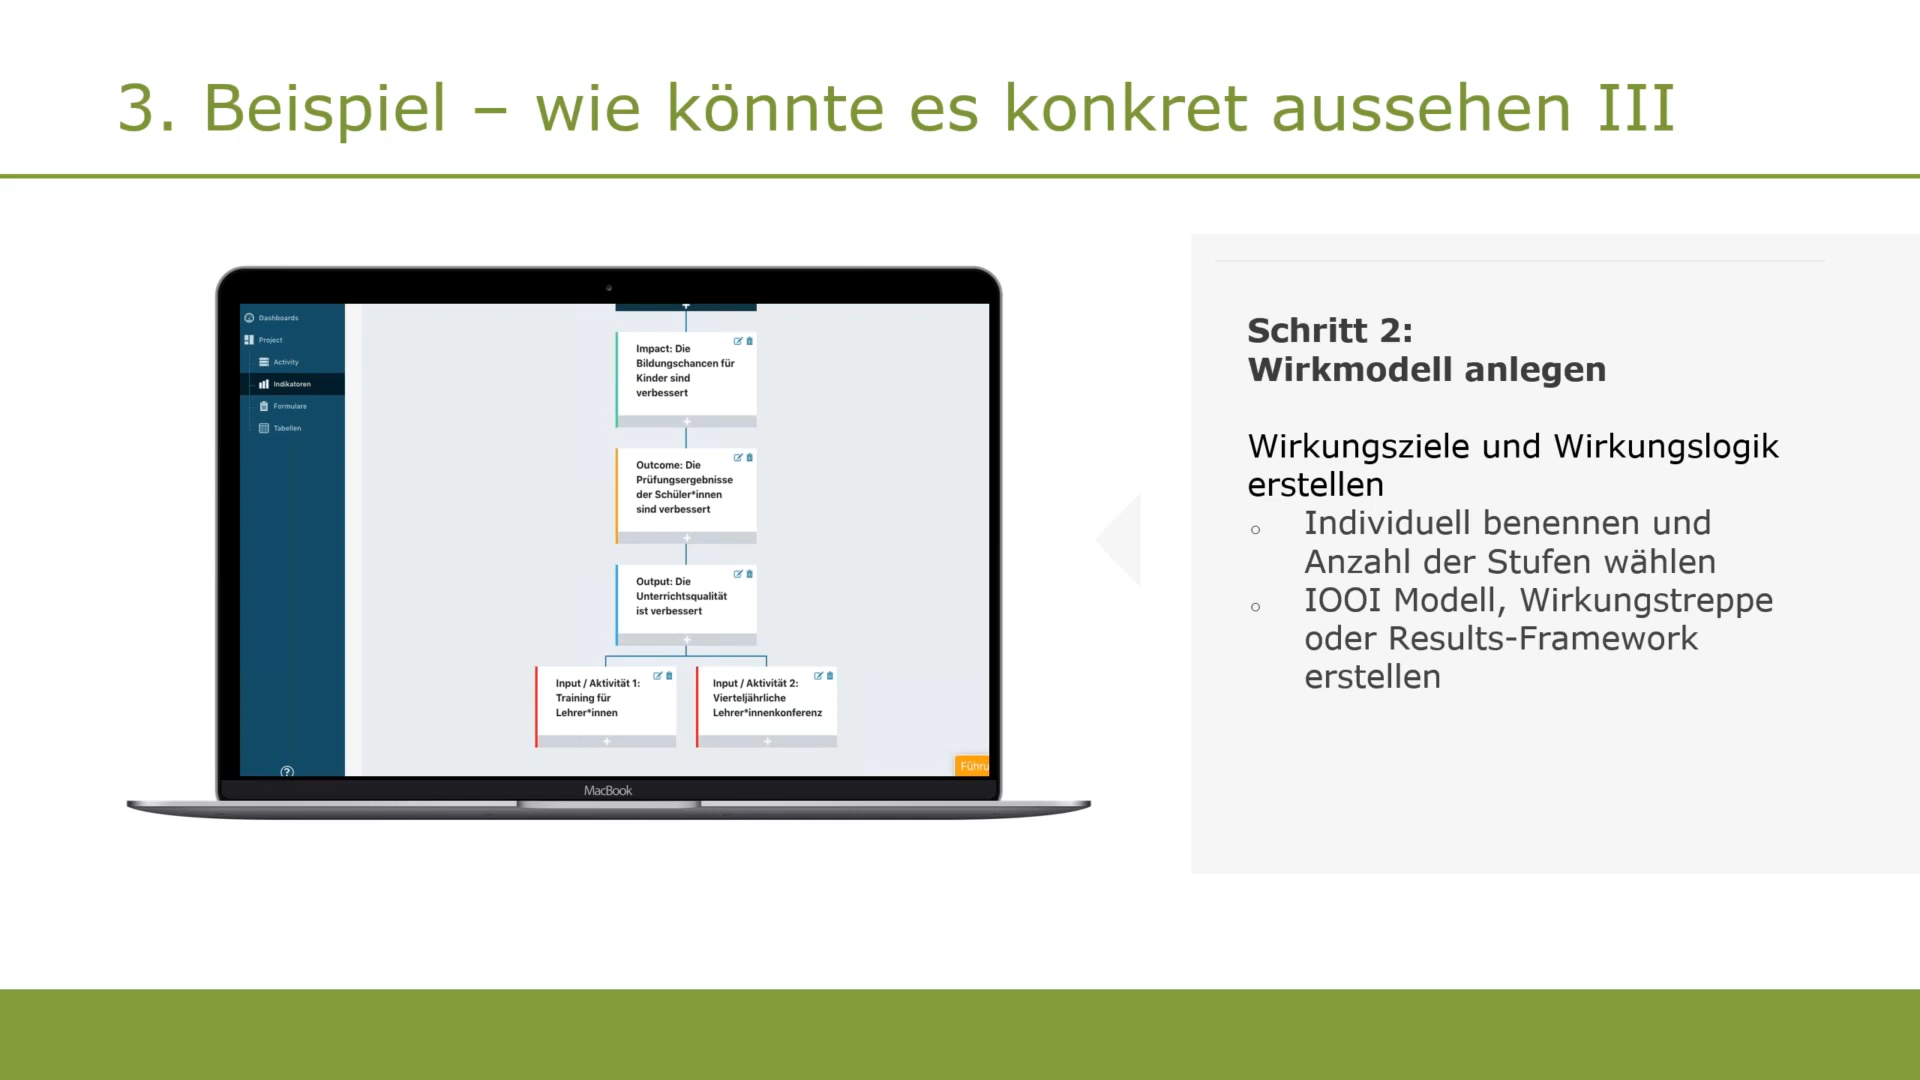 3. Beispiel – wie könnte es konkret aussehen III
Dashboards
Project
Activity
Indikatoren
Formulare
Tabellen
Impact: Die
Bildungschancen für
Kinder sind
verbessert
Outcome: Die
Prüfungsergebnisse
der Schüler*innen
sind verbessert
Output: Die
Unterrichtsqualität
ist verbessert
Input / Aktivität 1:
Training für
Lehrer*innen
Input / Aktivität 2:
Vierteljährliche
Lehrer*innenkonferenz
Führu
MacBook
Schritt 2:
Wirkmodell anlegen
Wirkungsziele und Wirkungslogik
erstellen
○ Individuell benennen und
Anzahl der Stufen wählen
○ IOOI Modell, Wirkungstreppe
oder Results-Framework
erstellen